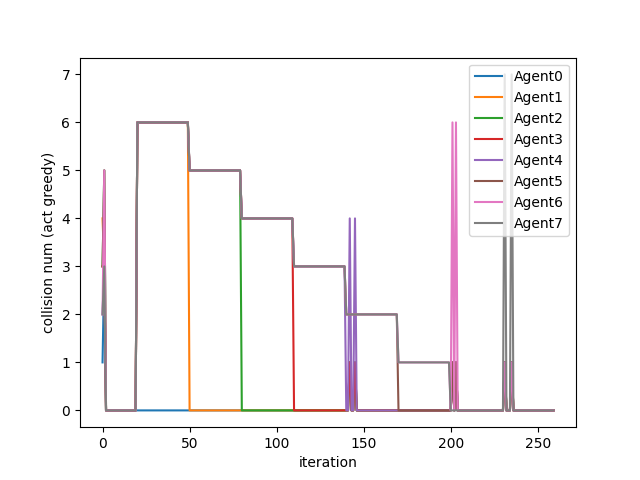 collision num (act greedy)
7
6
5
4
3
2
1
0
0 50 100 150 200 250
iteration
Agent0
Agent1
Agent2
Agent3
Agent4
Agent5
Agent6
Agent7